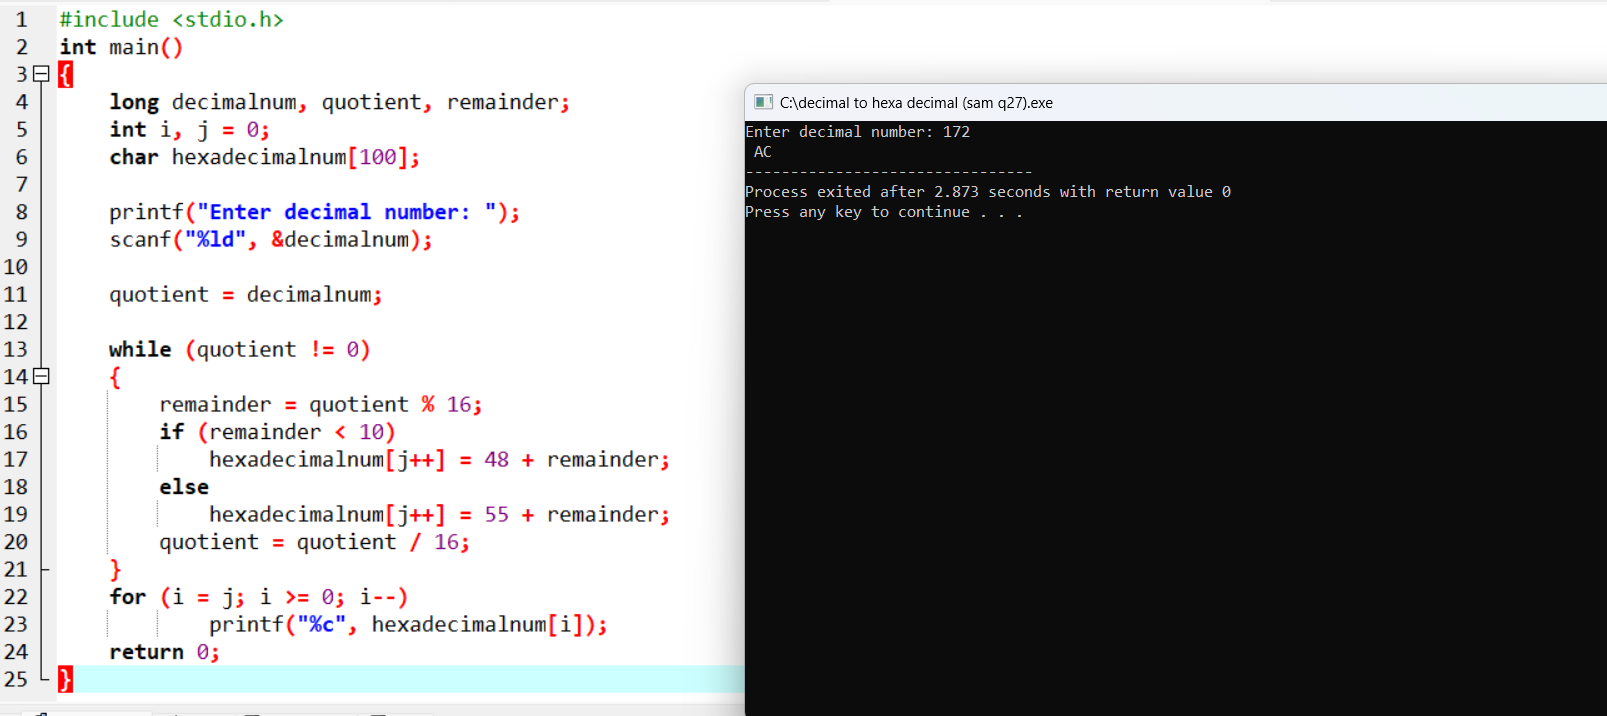 1 #include <stdio.h>
2 int main()
3 {
4 long decimalnum, quotient, remainder;
5 int i, j = 0;
6 char hexadecimalnum[100];
7
8 printf("Enter decimal number: ");
9 scanf("%ld", &decimalnum);
10
11 quotient = decimalnum;
12
13 while (quotient != 0)
14 {
15 remainder = quotient % 16;
16 if (remainder < 10)
17 hexadecimalnum[j++] = 48 + remainder;
18 else
19 hexadecimalnum[j++] = 55 + remainder;
20 quotient = quotient / 16;
21 }
22 for (i = j; i >= 0; i--)
23 printf("%c", hexadecimalnum[i]);
24 return 0;
25 }
C:\decimal to hexa decimal (sam q27).exe
Enter decimal number: 172
AC
--------------------------------
Process exited after 2.873 seconds with return value 0
Press any key to continue . . .